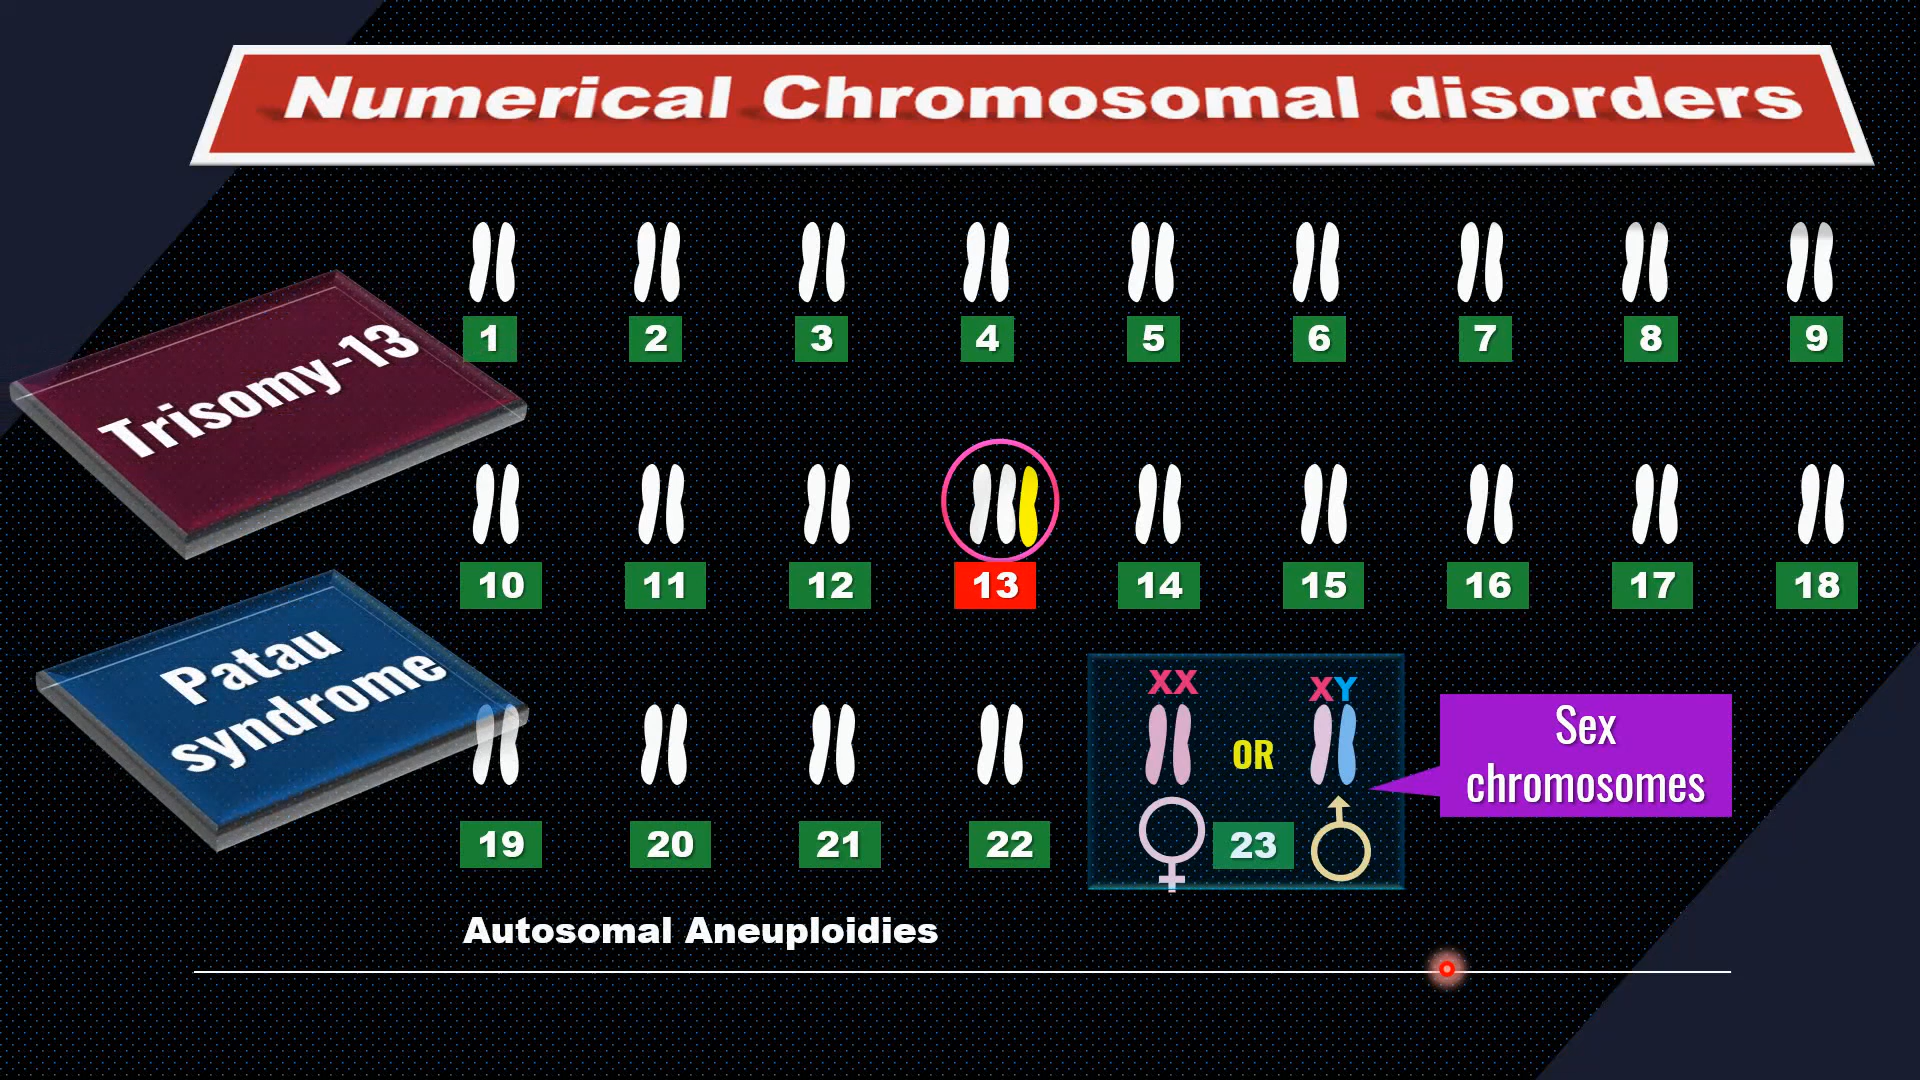 Numerical Chromosomal disorders
Trisomy-13
1 2 3 4 5 6 7 8 9
10 11 12 13 14 15 16 17 18
Patau
syndrome
XX
XY
OR
Sex
chromosomes
19 20 21 22 23
Autosomal Aneuploidies